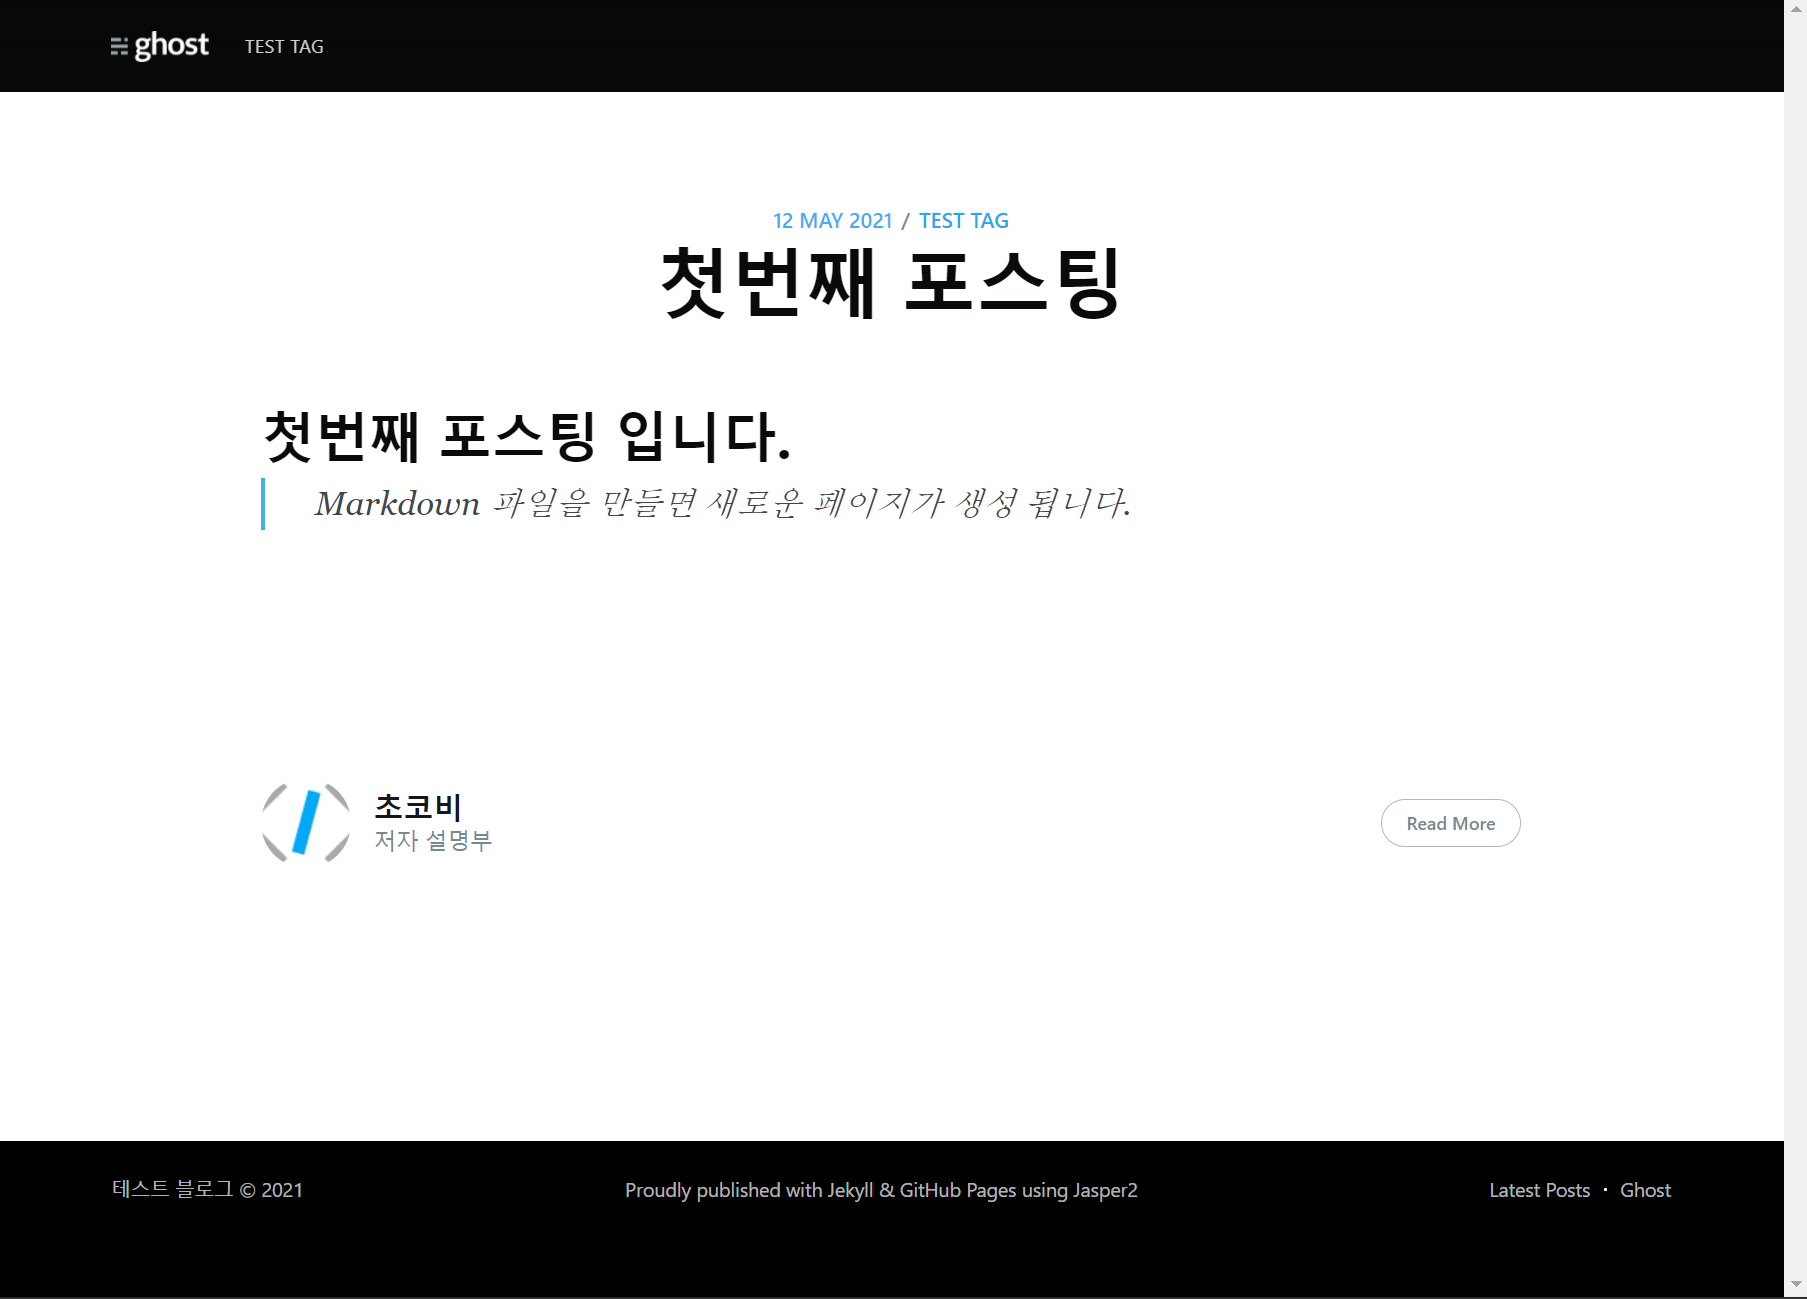 ghost TEST TAG
12 MAY 2021 / TEST TAG
첫번째 포스팅
첫번째 포스팅 입니다.
Markdown 파일을 만들면 새로운 페이지가 생성 됩니다.
초코비
저자 설명부
Read More
테스트 블로그 © 2021 Proudly published with Jekyll & GitHub Pages using Jasper2 Latest Posts · Ghost